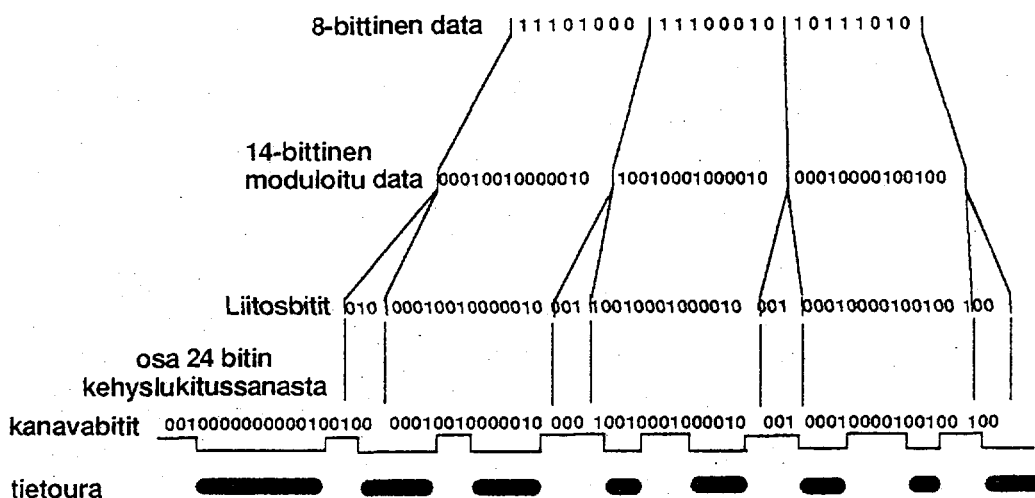 8-bittinen data 11101000 11100010 10111010
14-bittinen
moduloitu data 00010010000010 10010001000010 00010000100100
Liitosbitit 010 00010010000010 001 10010001000010 001 00010000100100 100
osa 24 bitin
kehyslukitussanasta
kanavabitit 0010000000000100100 00010010000010 000 10010001000010 001 00010000100100 100
tietoura